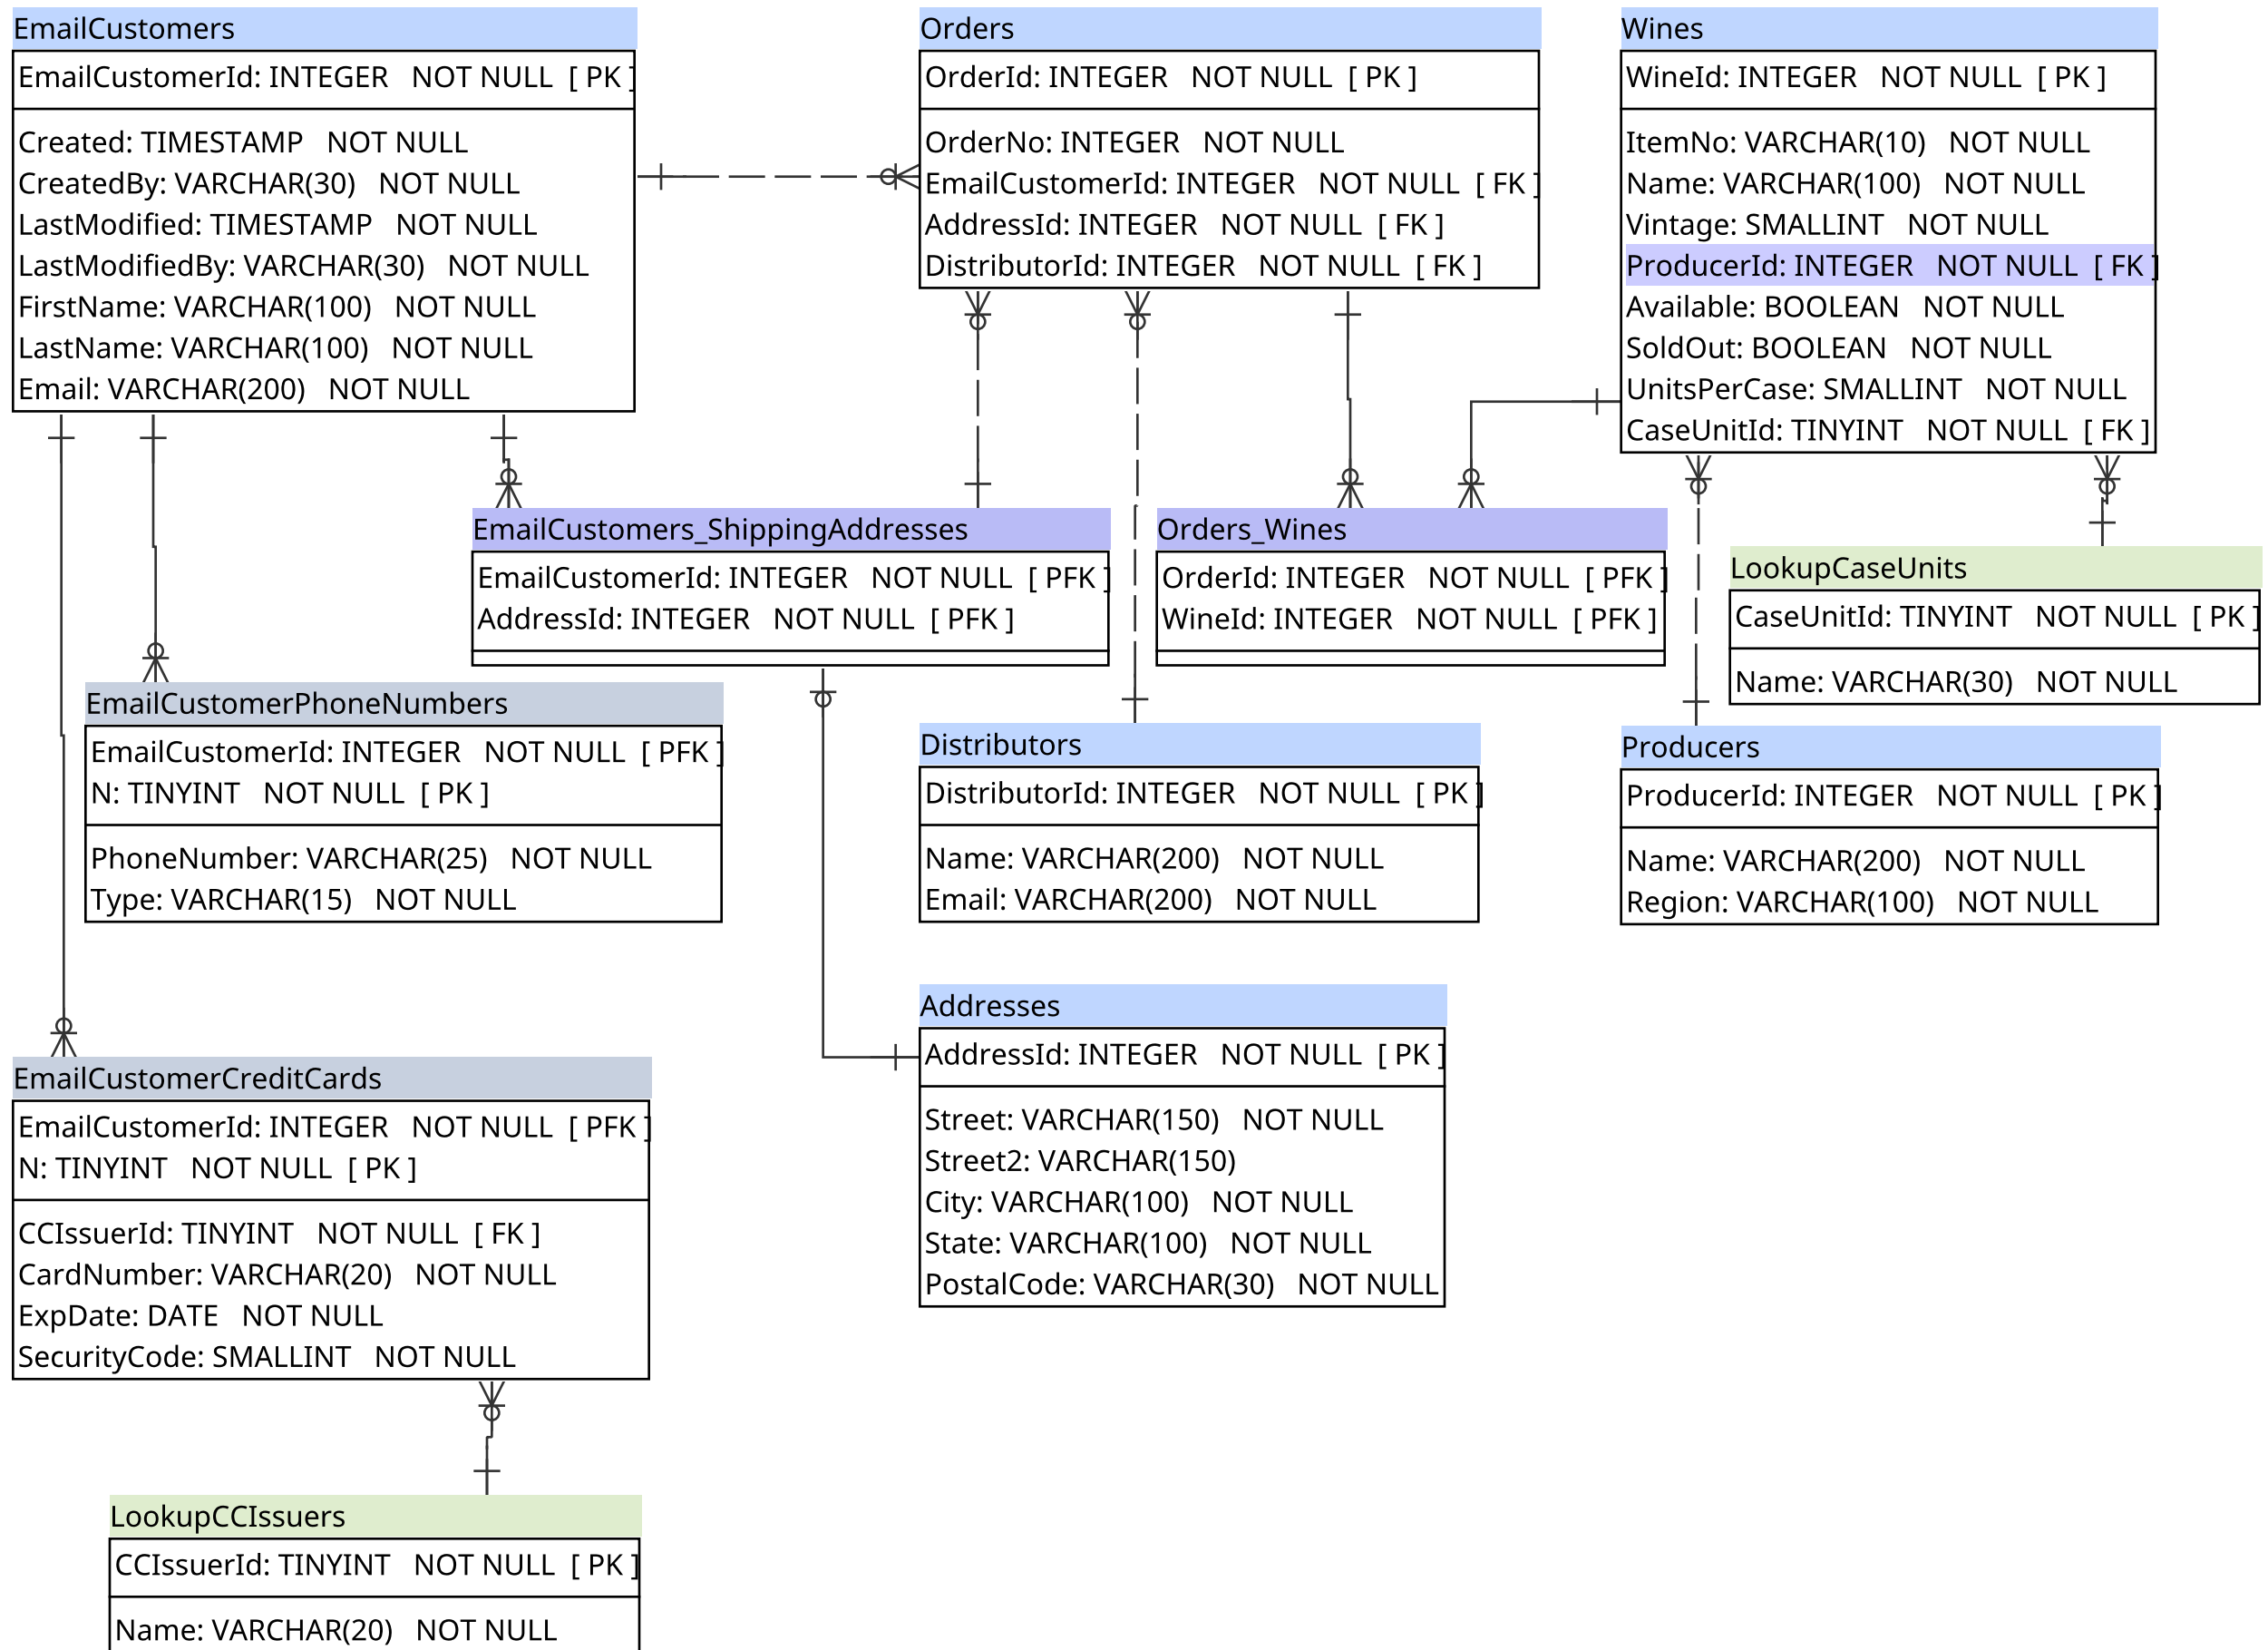 EmailCustomers
EmailCustomerId: INTEGER NOT NULL [ PK ]
Created: TIMESTAMP NOT NULL
CreatedBy: VARCHAR(30) NOT NULL
LastModified: TIMESTAMP NOT NULL
LastModifiedBy: VARCHAR(30) NOT NULL
FirstName: VARCHAR(100) NOT NULL
LastName: VARCHAR(100) NOT NULL
Email: VARCHAR(200) NOT NULL
Orders
OrderId: INTEGER NOT NULL [ PK ]
OrderNo: INTEGER NOT NULL
EmailCustomerId: INTEGER NOT NULL [ FK ]
AddressId: INTEGER NOT NULL [ FK ]
DistributorId: INTEGER NOT NULL [ FK ]
Wines
WineId: INTEGER NOT NULL [ PK ]
ItemNo: VARCHAR(10) NOT NULL
Name: VARCHAR(100) NOT NULL
Vintage: SMALLINT NOT NULL
ProducerId: INTEGER NOT NULL [ FK ]
Available: BOOLEAN NOT NULL
SoldOut: BOOLEAN NOT NULL
UnitsPerCase: SMALLINT NOT NULL
CaseUnitId: TINYINT NOT NULL [ FK ]
EmailCustomers_ShippingAddresses
EmailCustomerId: INTEGER NOT NULL [ PFK ]
AddressId: INTEGER NOT NULL [ PFK ]
Orders_Wines
OrderId: INTEGER NOT NULL [ PFK ]
WineId: INTEGER NOT NULL [ PFK ]
LookupCaseUnits
CaseUnitId: TINYINT NOT NULL [ PK ]
Name: VARCHAR(30) NOT NULL
EmailCustomerPhoneNumbers
EmailCustomerId: INTEGER NOT NULL [ PFK ]
N: TINYINT NOT NULL [ PK ]
PhoneNumber: VARCHAR(25) NOT NULL
Type: VARCHAR(15) NOT NULL
Distributors
DistributorId: INTEGER NOT NULL [ PK ]
Name: VARCHAR(200) NOT NULL
Email: VARCHAR(200) NOT NULL
Producers
ProducerId: INTEGER NOT NULL [ PK ]
Name: VARCHAR(200) NOT NULL
Region: VARCHAR(100) NOT NULL
Addresses
AddressId: INTEGER NOT NULL [ PK ]
Street: VARCHAR(150) NOT NULL
Street2: VARCHAR(150)
City: VARCHAR(100) NOT NULL
State: VARCHAR(100) NOT NULL
PostalCode: VARCHAR(30) NOT NULL
EmailCustomerCreditCards
EmailCustomerId: INTEGER NOT NULL [ PFK ]
N: TINYINT NOT NULL [ PK ]
CCIssuerId: TINYINT NOT NULL [ FK ]
CardNumber: VARCHAR(20) NOT NULL
ExpDate: DATE NOT NULL
SecurityCode: SMALLINT NOT NULL
LookupCCIssuers
CCIssuerId: TINYINT NOT NULL [ PK ]
Name: VARCHAR(20) NOT NULL